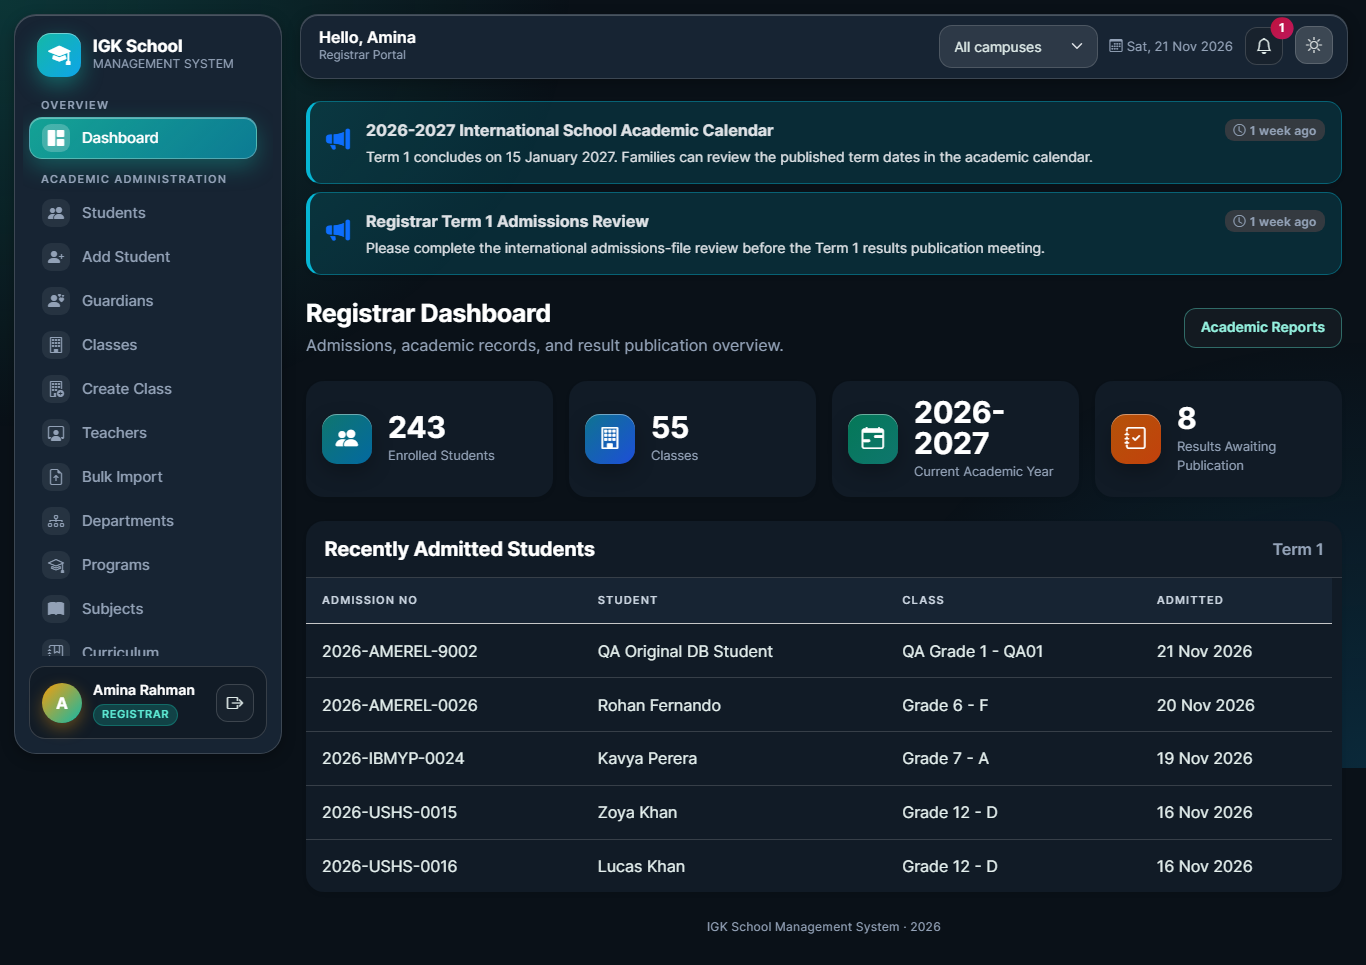 IGK School
MANAGEMENT SYSTEM
OVERVIEW
Dashboard
ACADEMIC ADMINISTRATION
Students
Add Student
Guardians
Classes
Create Class
Teachers
Bulk Import
Departments
Programs
Subjects
Curriculum
A
Amina Rahman
REGISTRAR
Hello, Amina
Registrar Portal
All campuses
Sat, 21 Nov 2026
1
2026-2027 International School Academic Calendar
1 week ago
Term 1 concludes on 15 January 2027. Families can review the published term dates in the academic calendar.
Registrar Term 1 Admissions Review
1 week ago
Please complete the international admissions-file review before the Term 1 results publication meeting.
Registrar Dashboard
Admissions, academic records, and result publication overview.
Academic Reports
243
Enrolled Students
55
Classes
2026-
2027
Current Academic Year
8
Results Awaiting
Publication
Recently Admitted Students
Term 1
ADMISSION NO STUDENT CLASS ADMITTED
2026-AMEREL-9002 QA Original DB Student QA Grade 1 - QA01 21 Nov 2026
2026-AMEREL-0026 Rohan Fernando Grade 6 - F 20 Nov 2026
2026-IBMYP-0024 Kavya Perera Grade 7 - A 19 Nov 2026
2026-USHS-0015 Zoya Khan Grade 12 - D 16 Nov 2026
2026-USHS-0016 Lucas Khan Grade 12 - D 16 Nov 2026
IGK School Management System · 2026